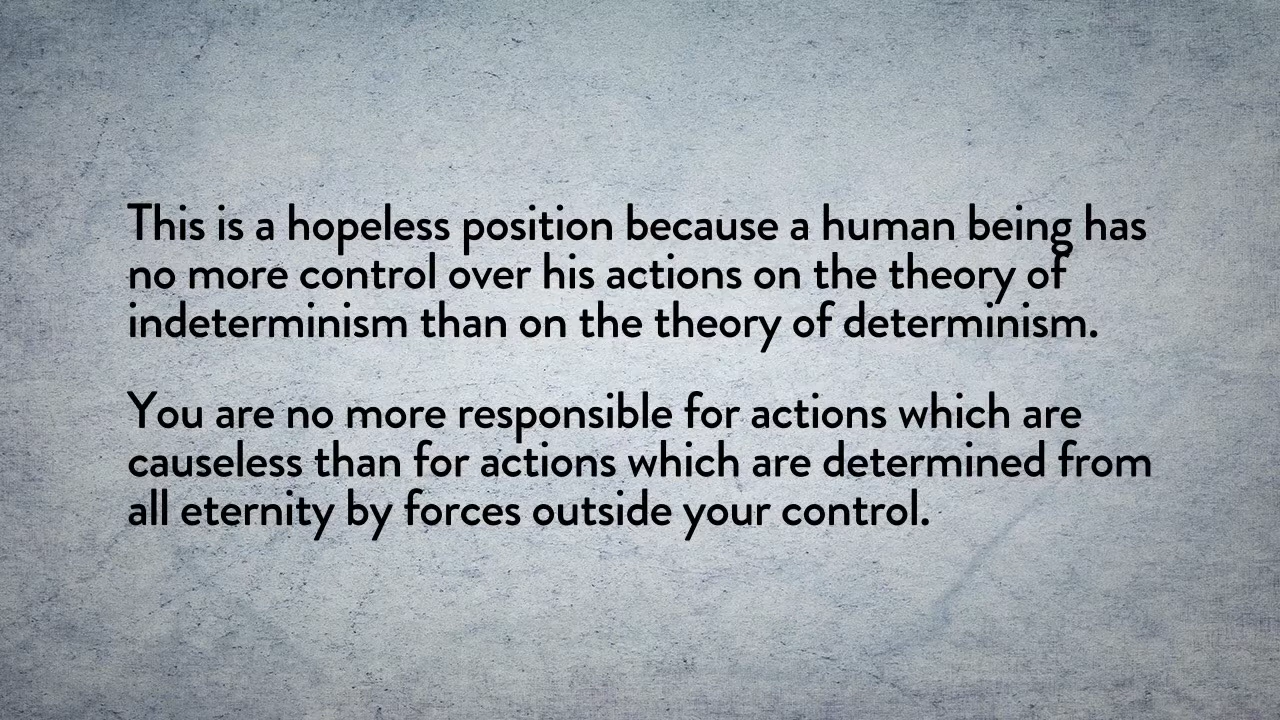 This is a hopeless position because a human being has
no more control over his actions on the theory of
indeterminism than on the theory of determinism.
You are no more responsible for actions which are
causeless than for actions which are determined from
all eternity by forces outside your control.